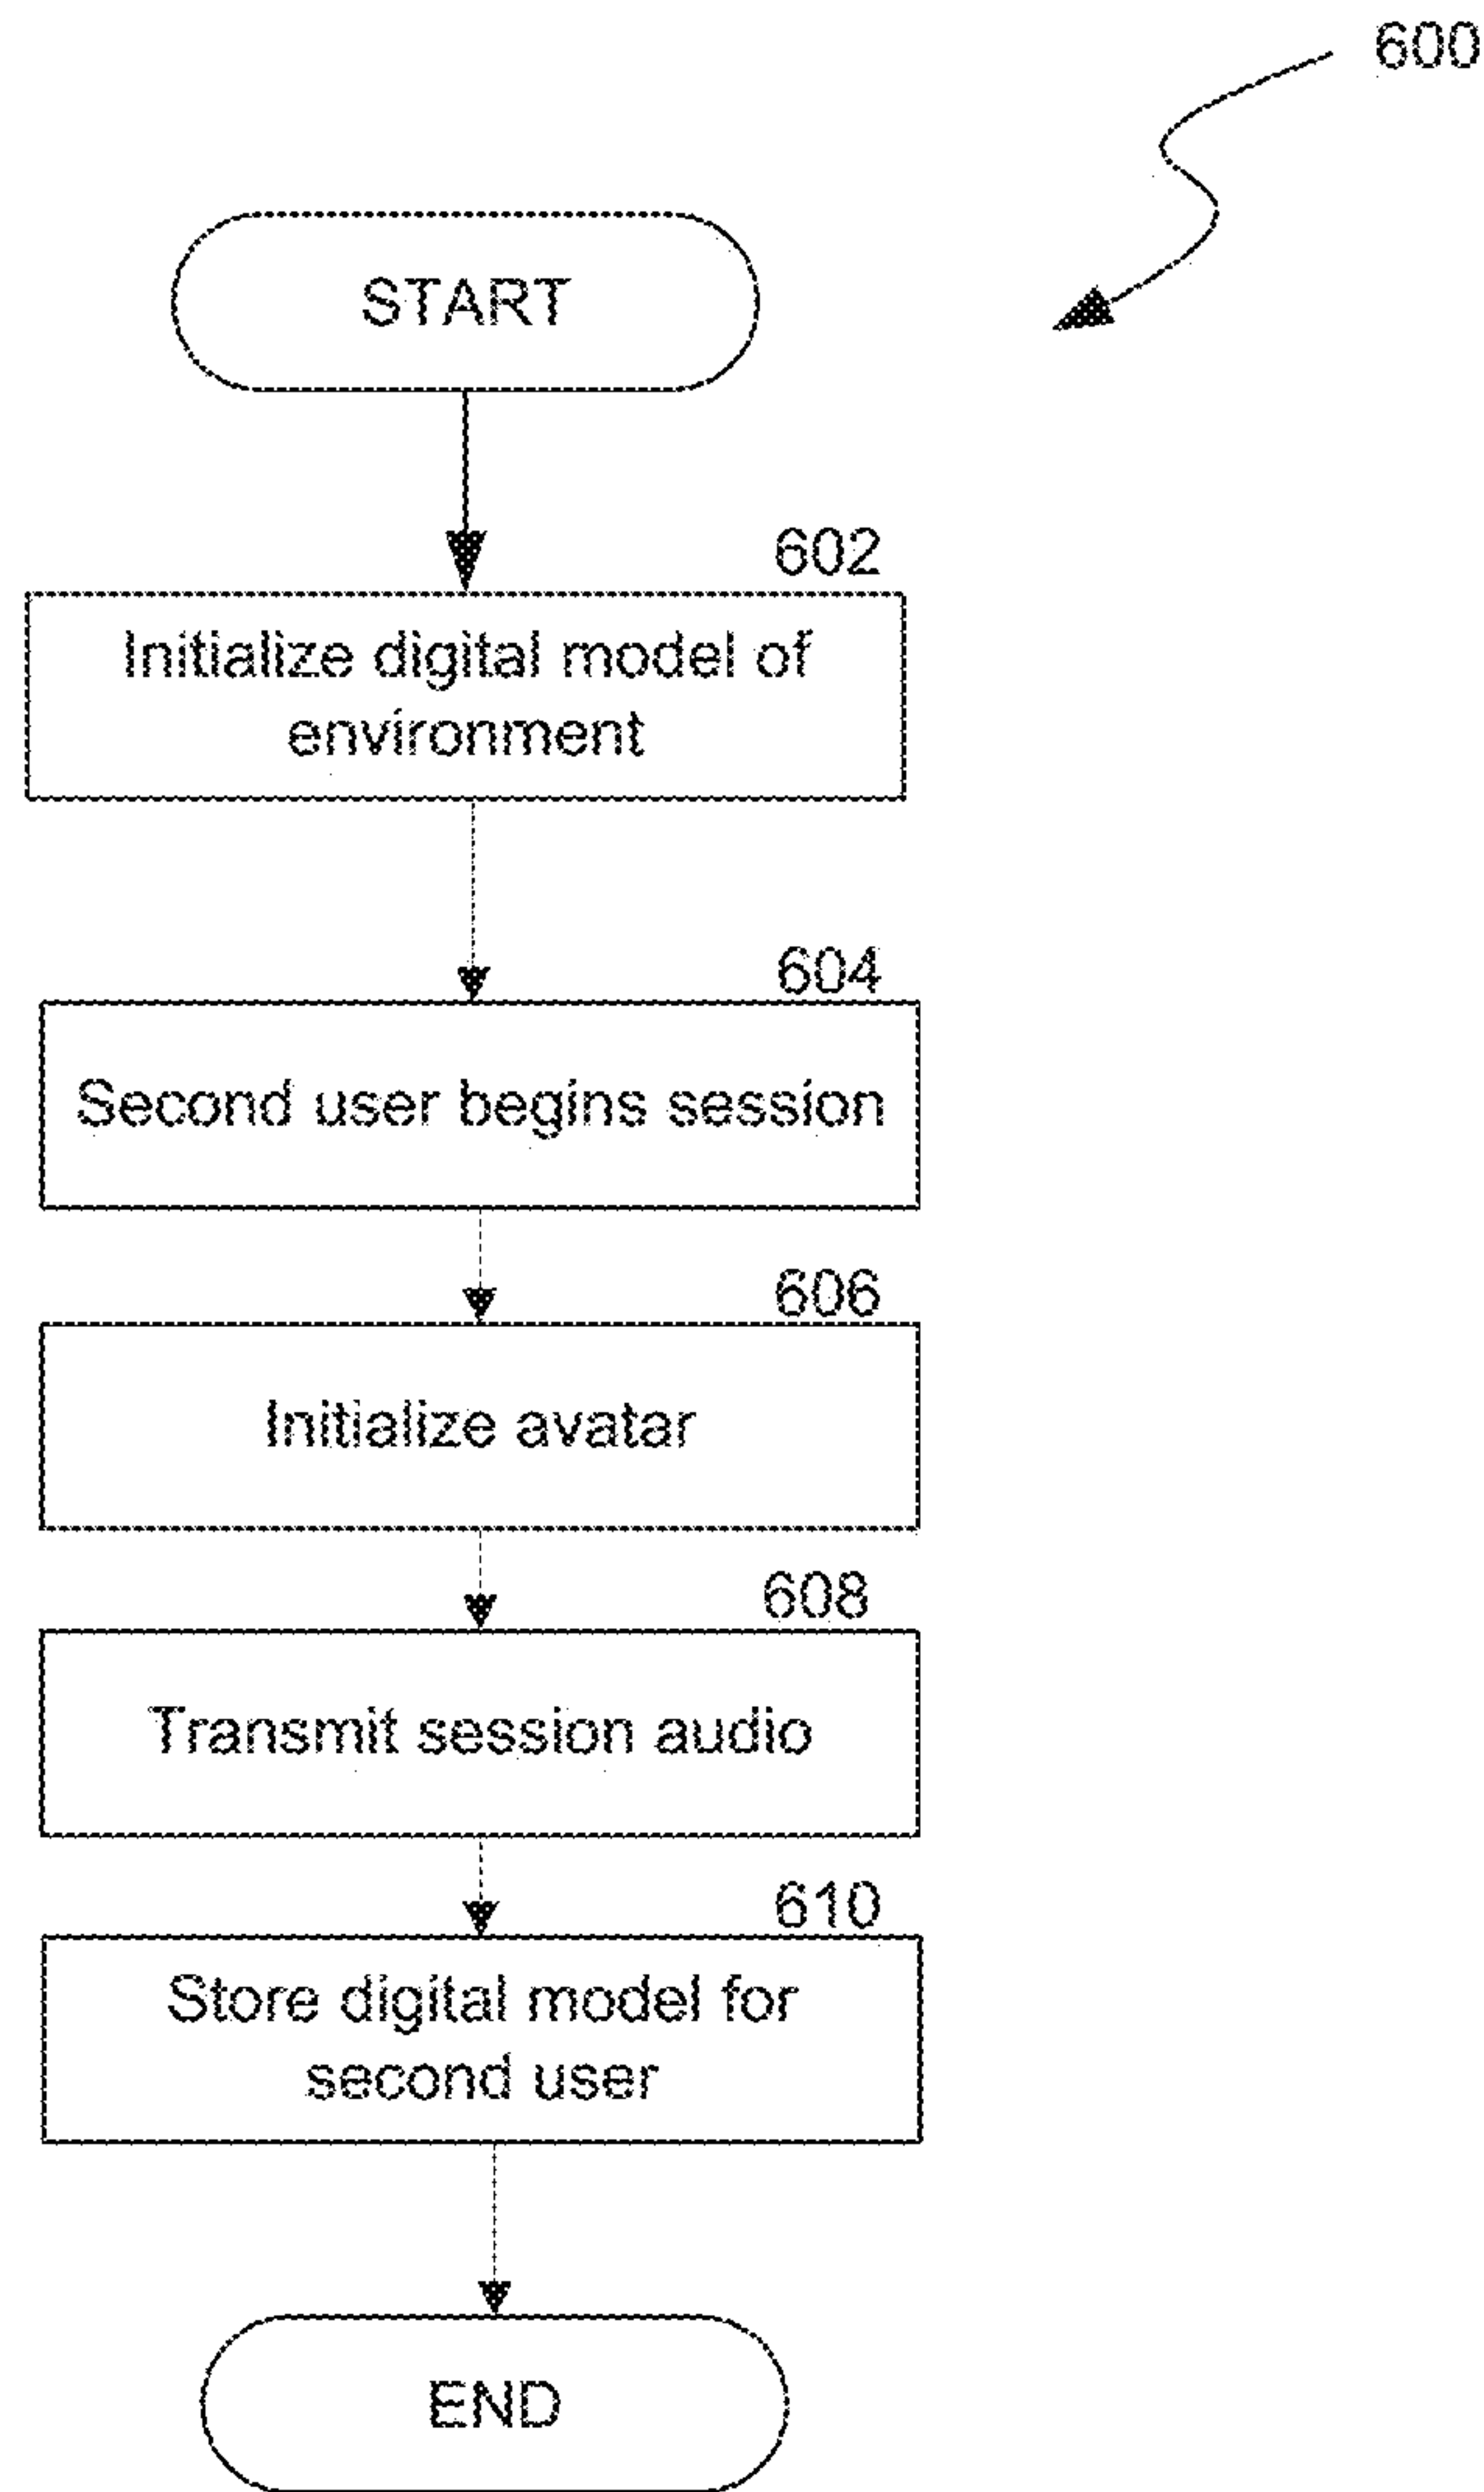 600
START
602
Initialize digital model of
environment
604
Second user begins session
606
Initialize avatar
608
Transmit session audio
610
Store digital model for
second user
END